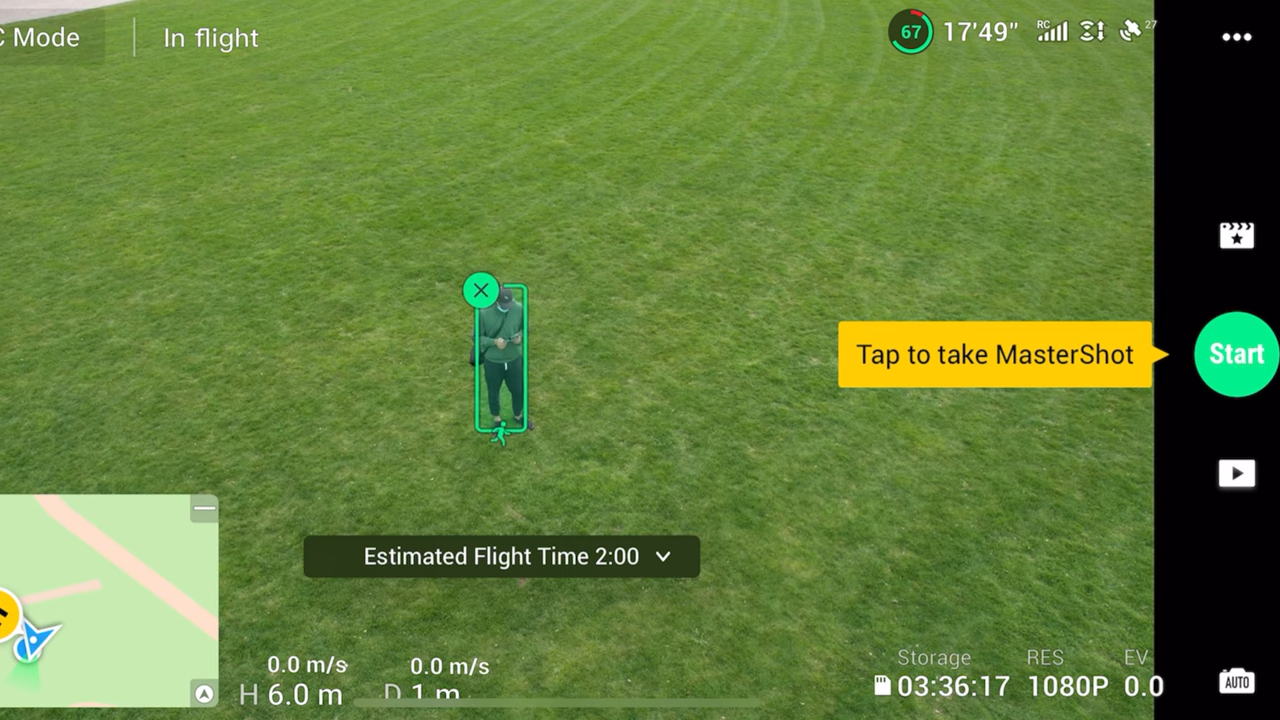 C Mode
In flight
67
17'49"
RC
27
Tap to take MasterShot
Start
Estimated Flight Time 2:00
0.0 m/s
0.0 m/s
H 6.0 m
D 1 m
Storage
RES
EV
03:36:17
1080P
0.0
AUTO